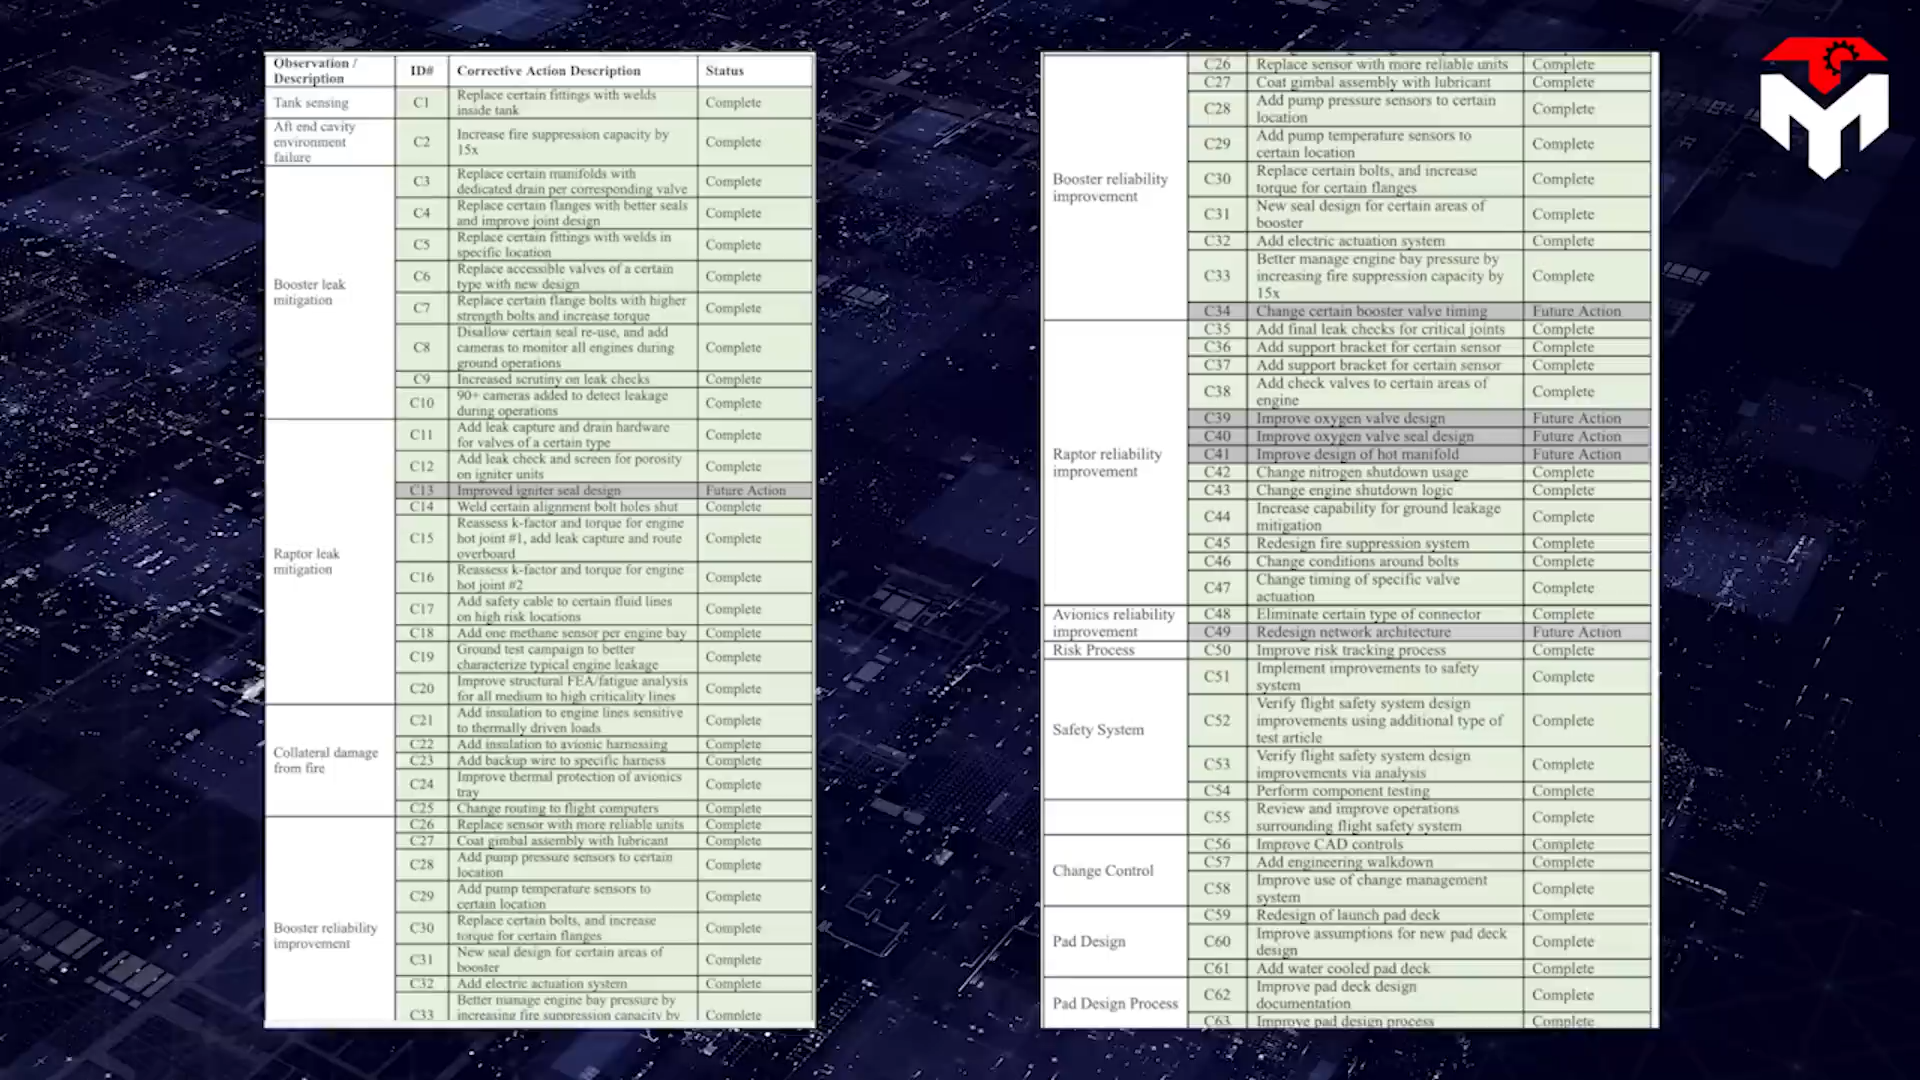 Observation /
Description
ID#
Corrective Action Description
Status
Tank sensing
C1
Replace certain fittings with welds
inside tank
Complete
Aft end cavity
environment
failure
C2
Increase fire suppression capacity by
15x
Complete
Booster leak
mitigation
C3
Replace certain manifolds with
dedicated drain per corresponding valve
Complete
C4
Replace certain flanges with better seals
and improve joint design
Complete
C5
Replace certain fittings with welds in
specific location
Complete
C6
Replace accessible valves of a certain
type with new design
Complete
C7
Replace certain flange bolts with higher
strength bolts and increase torque
Complete
C8
Disallow certain seal re-use, and add
cameras to monitor all engines during
ground operations
Complete
C9
Increased scrutiny on leak checks
Complete
C10
90+ cameras added to detect leakage
during operations
Complete
Raptor leak
mitigation
C11
Add leak capture and drain hardware
for valves of a certain type
Complete
C12
Add leak check and screen for porosity
on igniter units
Complete
C13
Improved igniter seal design
Future Action
C14
Weld certain alignment bolt holes shut
Complete
C15
Reassess k-factor and torque for engine
hot joint #1, add leak capture and route
overboard
Complete
C16
Reassess k-factor and torque for engine
hot joint #2
Complete
C17
Add safety cable to certain fluid lines
on high risk locations
Complete
C18
Add one methane sensor per engine bay
Complete
C19
Ground test campaign to better
characterize typical engine leakage
Complete
C20
Improve structural FEA/fatigue analysis
for all medium to high criticality lines
Complete
Collateral damage
from fire
C21
Add insulation to engine lines sensitive
to thermally driven loads
Complete
C22
Add insulation to avionic harnessing
Complete
C23
Add backup wire to specific harness
Complete
C24
Improve thermal protection of avionics
tray
Complete
C25
Change routing to flight computers
Complete
Booster reliability
improvement
C26
Replace sensor with more reliable units
Complete
C27
Coat gimbal assembly with lubricant
Complete
C28
Add pump pressure sensors to certain
location
Complete
C29
Add pump temperature sensors to
certain location
Complete
C30
Replace certain bolts, and increase
torque for certain flanges
Complete
C31
New seal design for certain areas of
booster
Complete
C32
Add electric actuation system
Complete
C33
Better manage engine bay pressure by
increasing fire suppression capacity by
Complete
Booster reliability
improvement
C26
Replace sensor with more reliable units
Complete
C27
Coat gimbal assembly with lubricant
Complete
C28
Add pump pressure sensors to certain
location
Complete
C29
Add pump temperature sensors to
certain location
Complete
C30
Replace certain bolts, and increase
torque for certain flanges
Complete
C31
New seal design for certain areas of
booster
Complete
C32
Add electric actuation system
Complete
C33
Better manage engine bay pressure by
increasing fire suppression capacity by
15x
Complete
C34
Change certain booster valve timing
Future Action
Raptor reliability
improvement
C35
Add final leak checks for critical joints
Complete
C36
Add support bracket for certain sensor
Complete
C37
Add support bracket for certain sensor
Complete
C38
Add check valves to certain areas of
engine
Complete
C39
Improve oxygen valve design
Future Action
C40
Improve oxygen valve seal design
Future Action
C41
Improve design of hot manifold
Future Action
C42
Change nitrogen shutdown usage
Complete
C43
Change engine shutdown logic
Complete
C44
Increase capability for ground leakage
mitigation
Complete
C45
Redesign fire suppression system
Complete
C46
Change conditions around bolts
Complete
C47
Change timing of specific valve
actuation
Complete
Avionics reliability
improvement
C48
Eliminate certain type of connector
Complete
C49
Redesign network architecture
Future Action
Risk Process
C50
Improve risk tracking process
Complete
Safety System
C51
Implement improvements to safety
system
Complete
C52
Verify flight safety system design
improvements using additional type of
test article
Complete
C53
Verify flight safety system design
improvements via analysis
Complete
C54
Perform component testing
Complete
C55
Review and improve operations
surrounding flight safety system
Complete
Change Control
C56
Improve CAD controls
Complete
C57
Add engineering walkdown
Complete
C58
Improve use of change management
system
Complete
Pad Design
C59
Redesign of launch pad deck
Complete
C60
Improve assumptions for new pad deck
design
Complete
C61
Add water cooled pad deck
Complete
Pad Design Process
C62
Improve pad deck design
documentation
Complete
C63
Improve pad design process
Complete